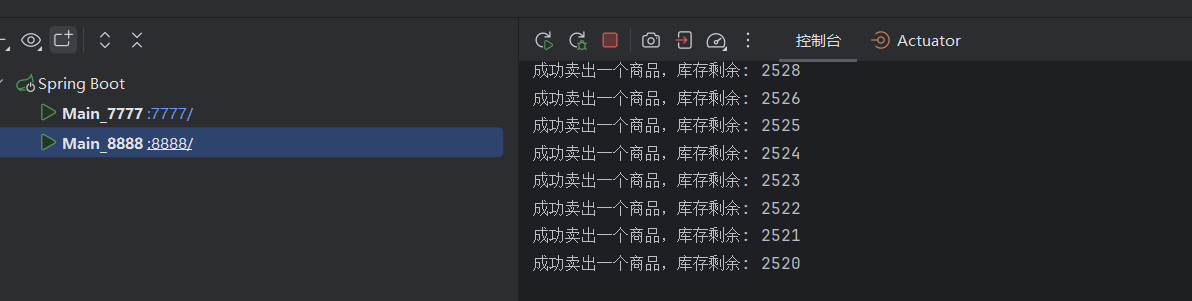 控制台
Actuator
Spring Boot
Main_7777 :7777/
Main_8888 :8888/
成功卖出一个商品，库存剩余: 2528
成功卖出一个商品，库存剩余: 2526
成功卖出一个商品，库存剩余: 2525
成功卖出一个商品，库存剩余: 2524
成功卖出一个商品，库存剩余: 2523
成功卖出一个商品，库存剩余: 2522
成功卖出一个商品，库存剩余: 2521
成功卖出一个商品，库存剩余: 2520